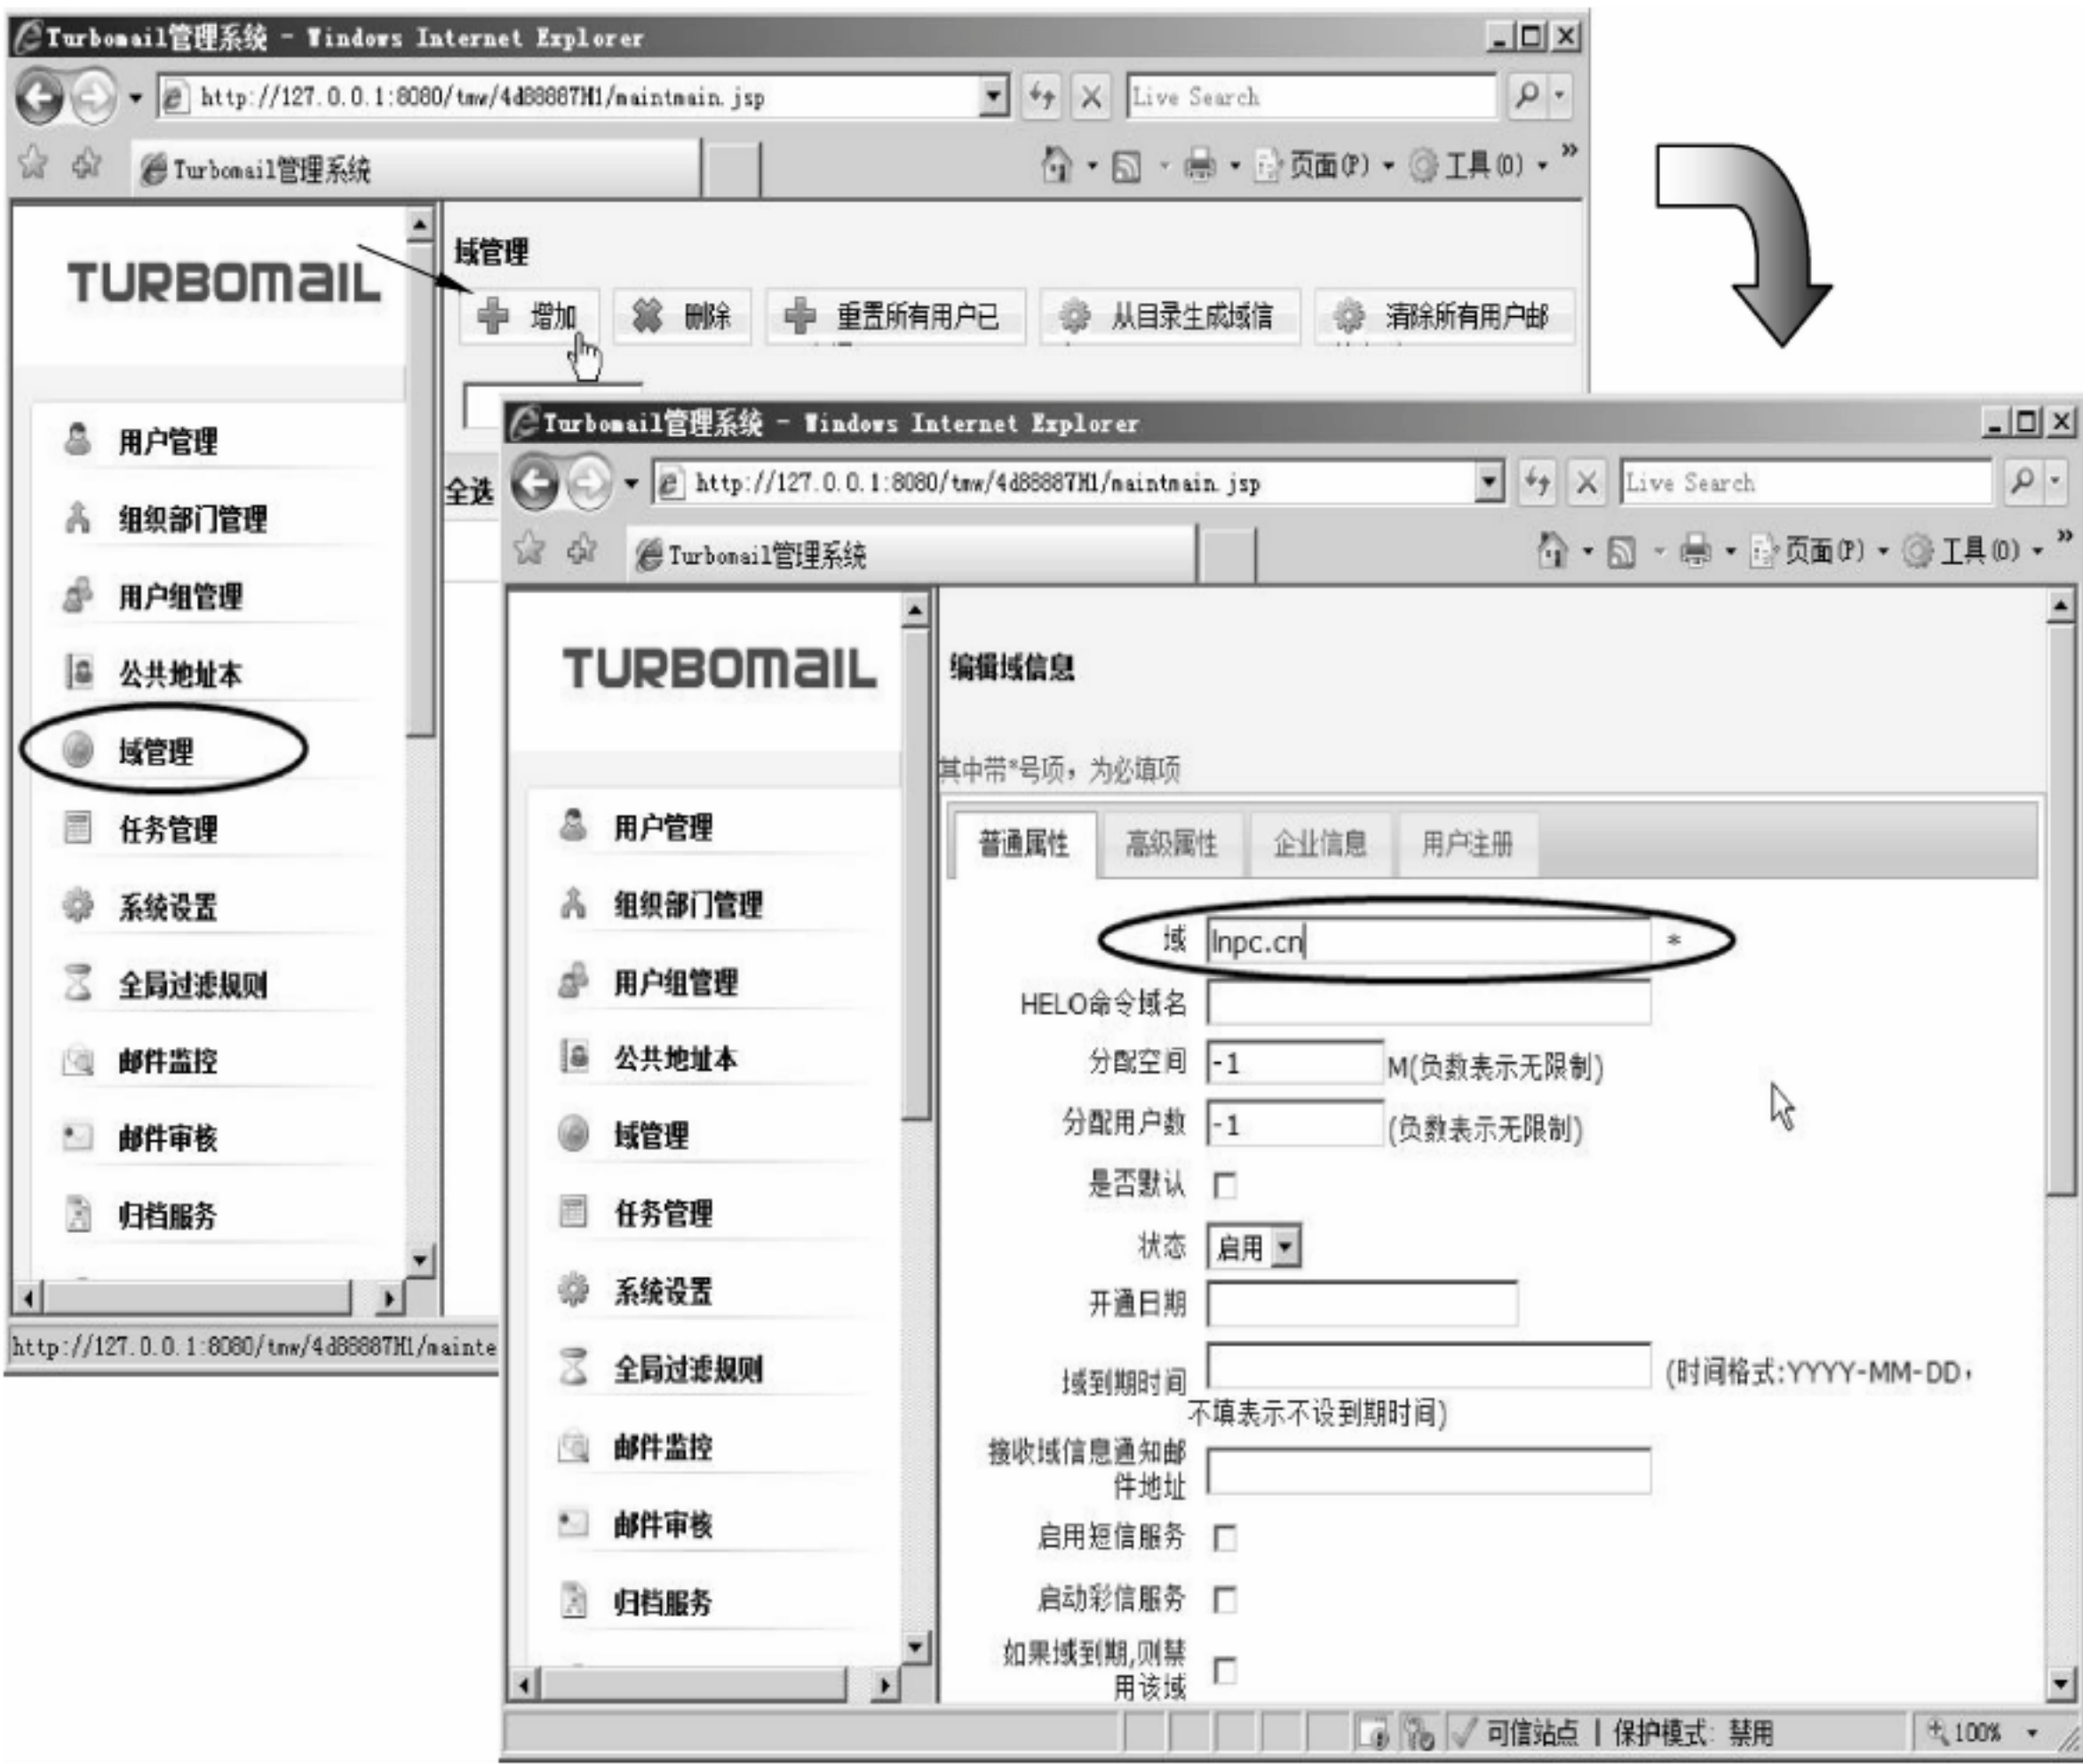 Turbomail管理系统 - Windows Internet Explorer
http://127.0.0.1:8080/tmw/4d88887M1/maintmain.jsp
Live Search
Turbomail管理系统
页面(P)
工具(O)
»
TURBOMAIL
用户管理
组织部门管理
用户组管理
公共地址本
域管理
任务管理
系统设置
全局过滤规则
邮件监控
邮件审核
归档服务
域管理
增加
删除
重置所有用户已
从目录生成域信
清除所有用户邮
全选
http://127.0.0.1:8080/tmw/4d88887M1/mainte
Turbomail管理系统 - Windows Internet Explorer
http://127.0.0.1:8080/tmw/4d88887M1/maintmain.jsp
Live Search
Turbomail管理系统
页面(P)
工具(O)
»
TURBOMAIL
用户管理
组织部门管理
用户组管理
公共地址本
域管理
任务管理
系统设置
全局过滤规则
邮件监控
邮件审核
归档服务
编辑域信息
其中带*号项，为必填项
普通属性 高级属性 企业信息 用户注册
域 lnpc.cn *
HELO命令域名
分配空间 -1 M(负数表示无限制)
分配用户数 -1 (负数表示无限制)
是否默认
状态 启用
开通日期
域到期时间 (时间格式:YYYY-MM-DD，
不填表示不设到期时间)
接收域信息通知邮
件地址
启用短信服务
启动彩信服务
如果域到期,则禁
用该域
可信站点 | 保护模式: 禁用
100%